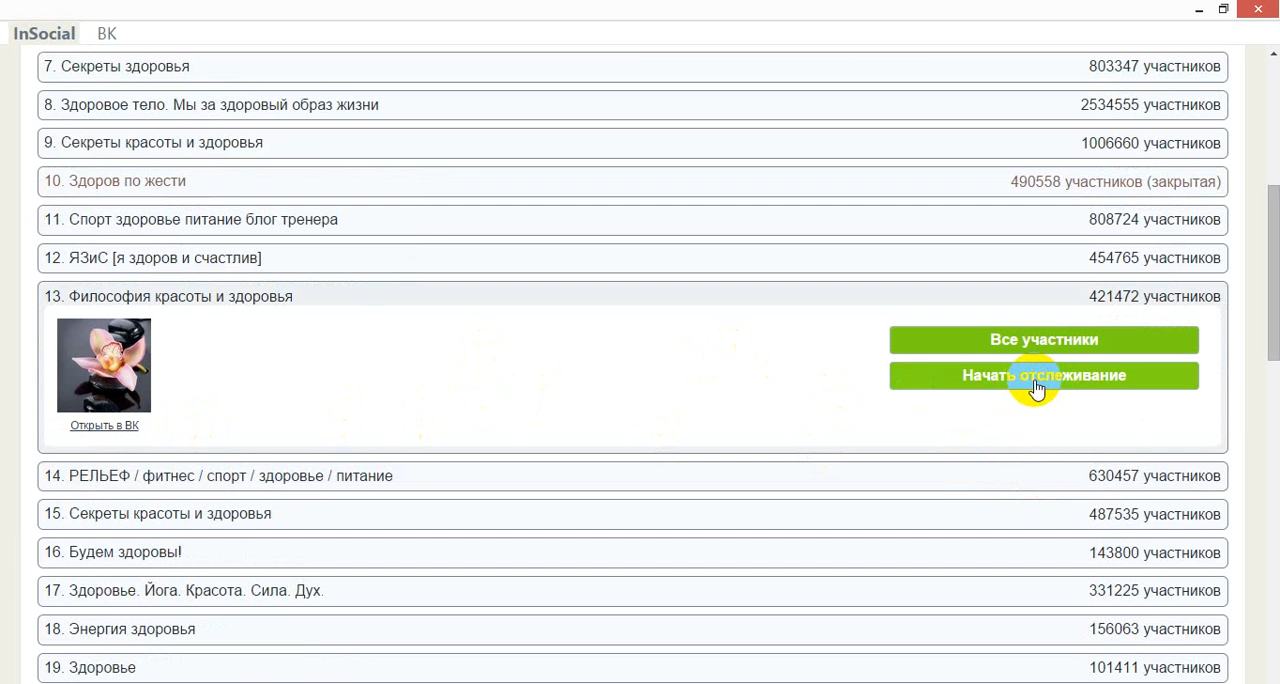 InSocial ВК
7. Секреты здоровья 803347 участников
8. Здоровое тело. Мы за здоровый образ жизни 2534555 участников
9. Секреты красоты и здоровья 1006660 участников
10. Здоров по жести 490558 участников (закрытая)
11. Спорт здоровье питание блог тренера 808724 участников
12. ЯЗиС [я здоров и счастлив] 454765 участников
13. Философия красоты и здоровья 421472 участников
Все участники
Начать отслеживание
Открыть в ВК
14. РЕЛЬЕФ / фитнес / спорт / здоровье / питание 630457 участников
15. Секреты красоты и здоровья 487535 участников
16. Будем здоровы! 143800 участников
17. Здоровье. Йога. Красота. Сила. Дух. 331225 участников
18. Энергия здоровья 156063 участников
19. Здоровье 101411 участников